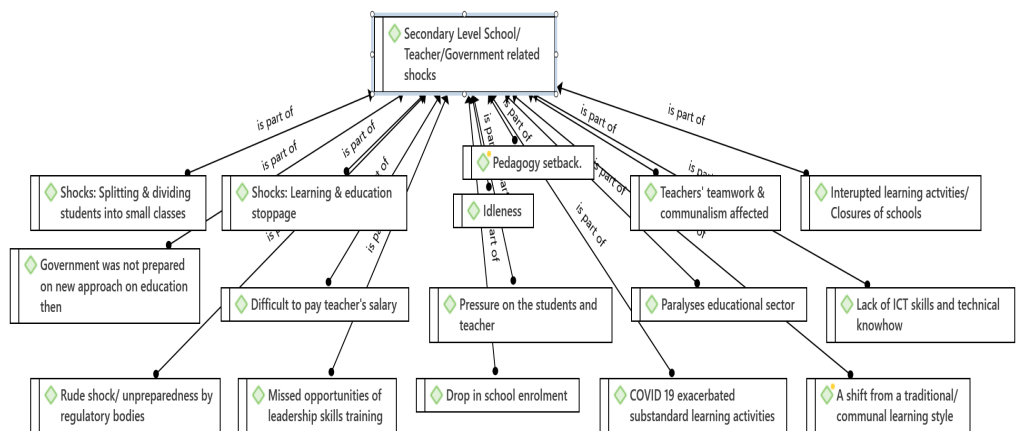 Secondary Level School/
Teacher/Government related
shocks
is part of
is part of
is part of
is part of
is part of
is part of
Pedagogy setback.
Shocks: Splitting & dividing
students into small classes
Shocks: Learning & education
stoppage
Idleness
Teachers' teamwork &
communalism affected
Interupted learning actvities/
Closures of schools
is part of
is part of
Government was not prepared
on new approach on education
then
Difficult to pay teacher's salary
Pressure on the students and
teacher
Paralyses educational sector
Lack of ICT skills and technical
knowhow
Rude shock/ unpreparedness by
regulatory bodies
Missed opportunities of
leadership skills training
Drop in school enrolment
COVID 19 exacerbated
substandard learning activities
A shift from a traditional/
communal learning style